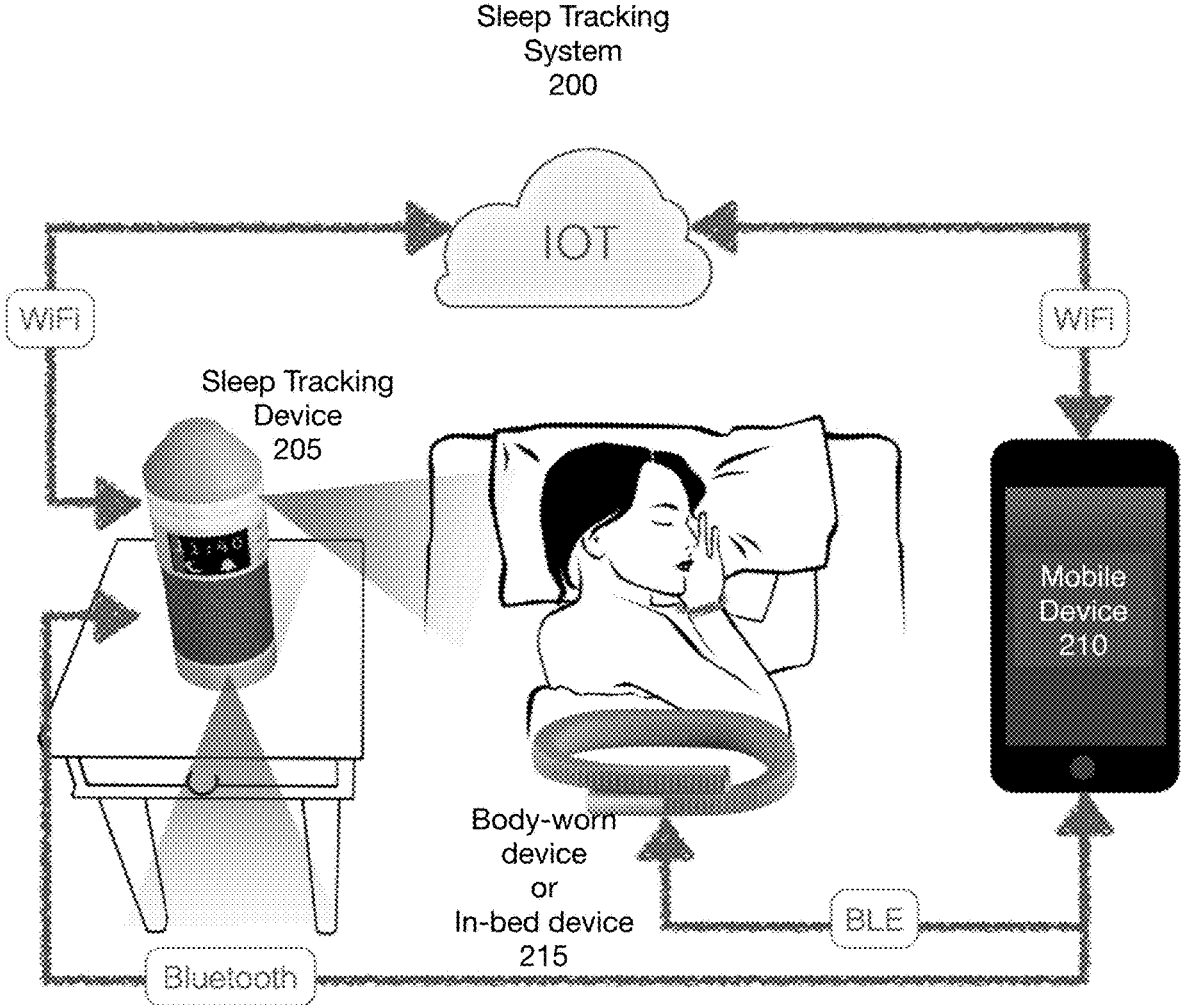 Sleep Tracking
System
200
IOT
WiFi
WiFi
Sleep Tracking
Device
205
Mobile
Device
210
Body-worn
device
or
In-bed device
215
BLE
Bluetooth